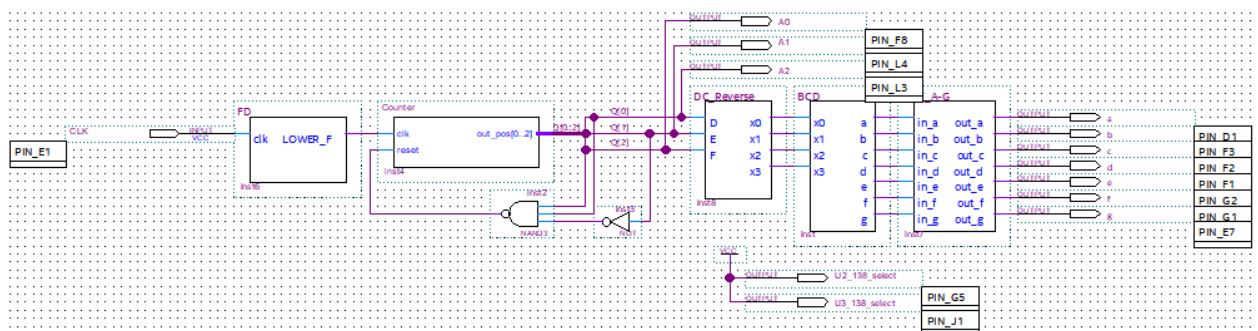 OUTPUT A0
OUTPUT A1
OUTPUT A2
PIN_F8
PIN_L4
PIN_L3
CLK
INPUT
VCC
PIN_E1
FD
clk LOWER_F
inst6
Counter
clk out_pos[0..2]
reset
inst4
Q[0..2]
Q[0]
Q[1]
Q[2]
inst2
NAND3
inst3
NOT
DC_Reverse
D x0
E x1
F x2
x3
inst8
BCD
x0 a
x1 b
x2 c
x3 d
e
f
g
_A-G
in_a out_a
in_b out_b
in_c out_c
in_d out_d
in_e out_e
in_f out_f
in_g out_g
inst7
OUTPUT a
OUTPUT b
OUTPUT c
OUTPUT d
OUTPUT e
OUTPUT f
OUTPUT g
PIN_D1
PIN_F3
PIN_F2
PIN_F1
PIN_G2
PIN_G1
PIN_E7
VCC
OUTPUT U2_138_select
OUTPUT U3_138_select
PIN_G5
PIN_J1